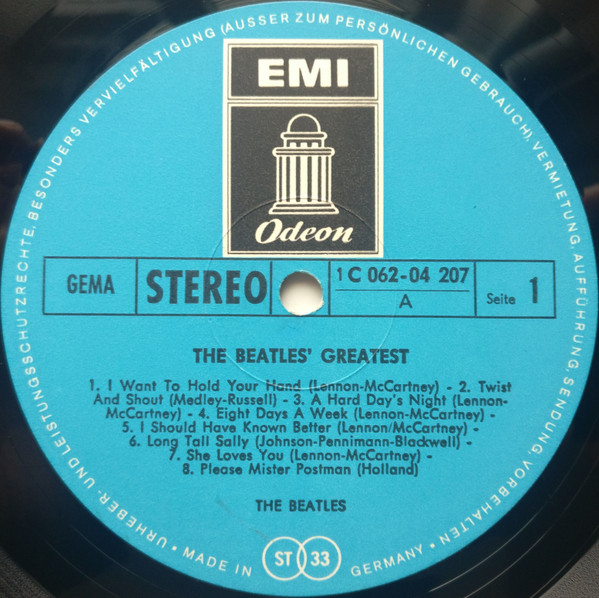 EMI
Odeon
GEMA
STEREO
1 C 062-04 207
A
Seite 1
THE BEATLES' GREATEST
1. I Want To Hold Your Hand (Lennon-McCartney) - 2. Twist
And Shout (Medley-Russell) - 3. A Hard Day's Night (Lennon-
McCartney) - 4. Eight Days A Week (Lennon-McCartney) -
5. I Should Have Known Better (Lennon/McCartney) -
6. Long Tall Sally (Johnson-Pennimann-Blackwell) -
7. She Loves You (Lennon-McCartney) -
8. Please Mister Postman (Holland)
THE BEATLES
URHEBER- UND LEISTUNGSSCHUTZRECHTE, BESONDERS VERVIELFÄLTIGUNG (AUSSER ZUM PERSÖNLICHEN GEBRAUCH), VERMIETUNG, AUFFÜHRUNG, SENDUNG, VORBEHALTEN
• MADE IN GERMANY •
ST 33